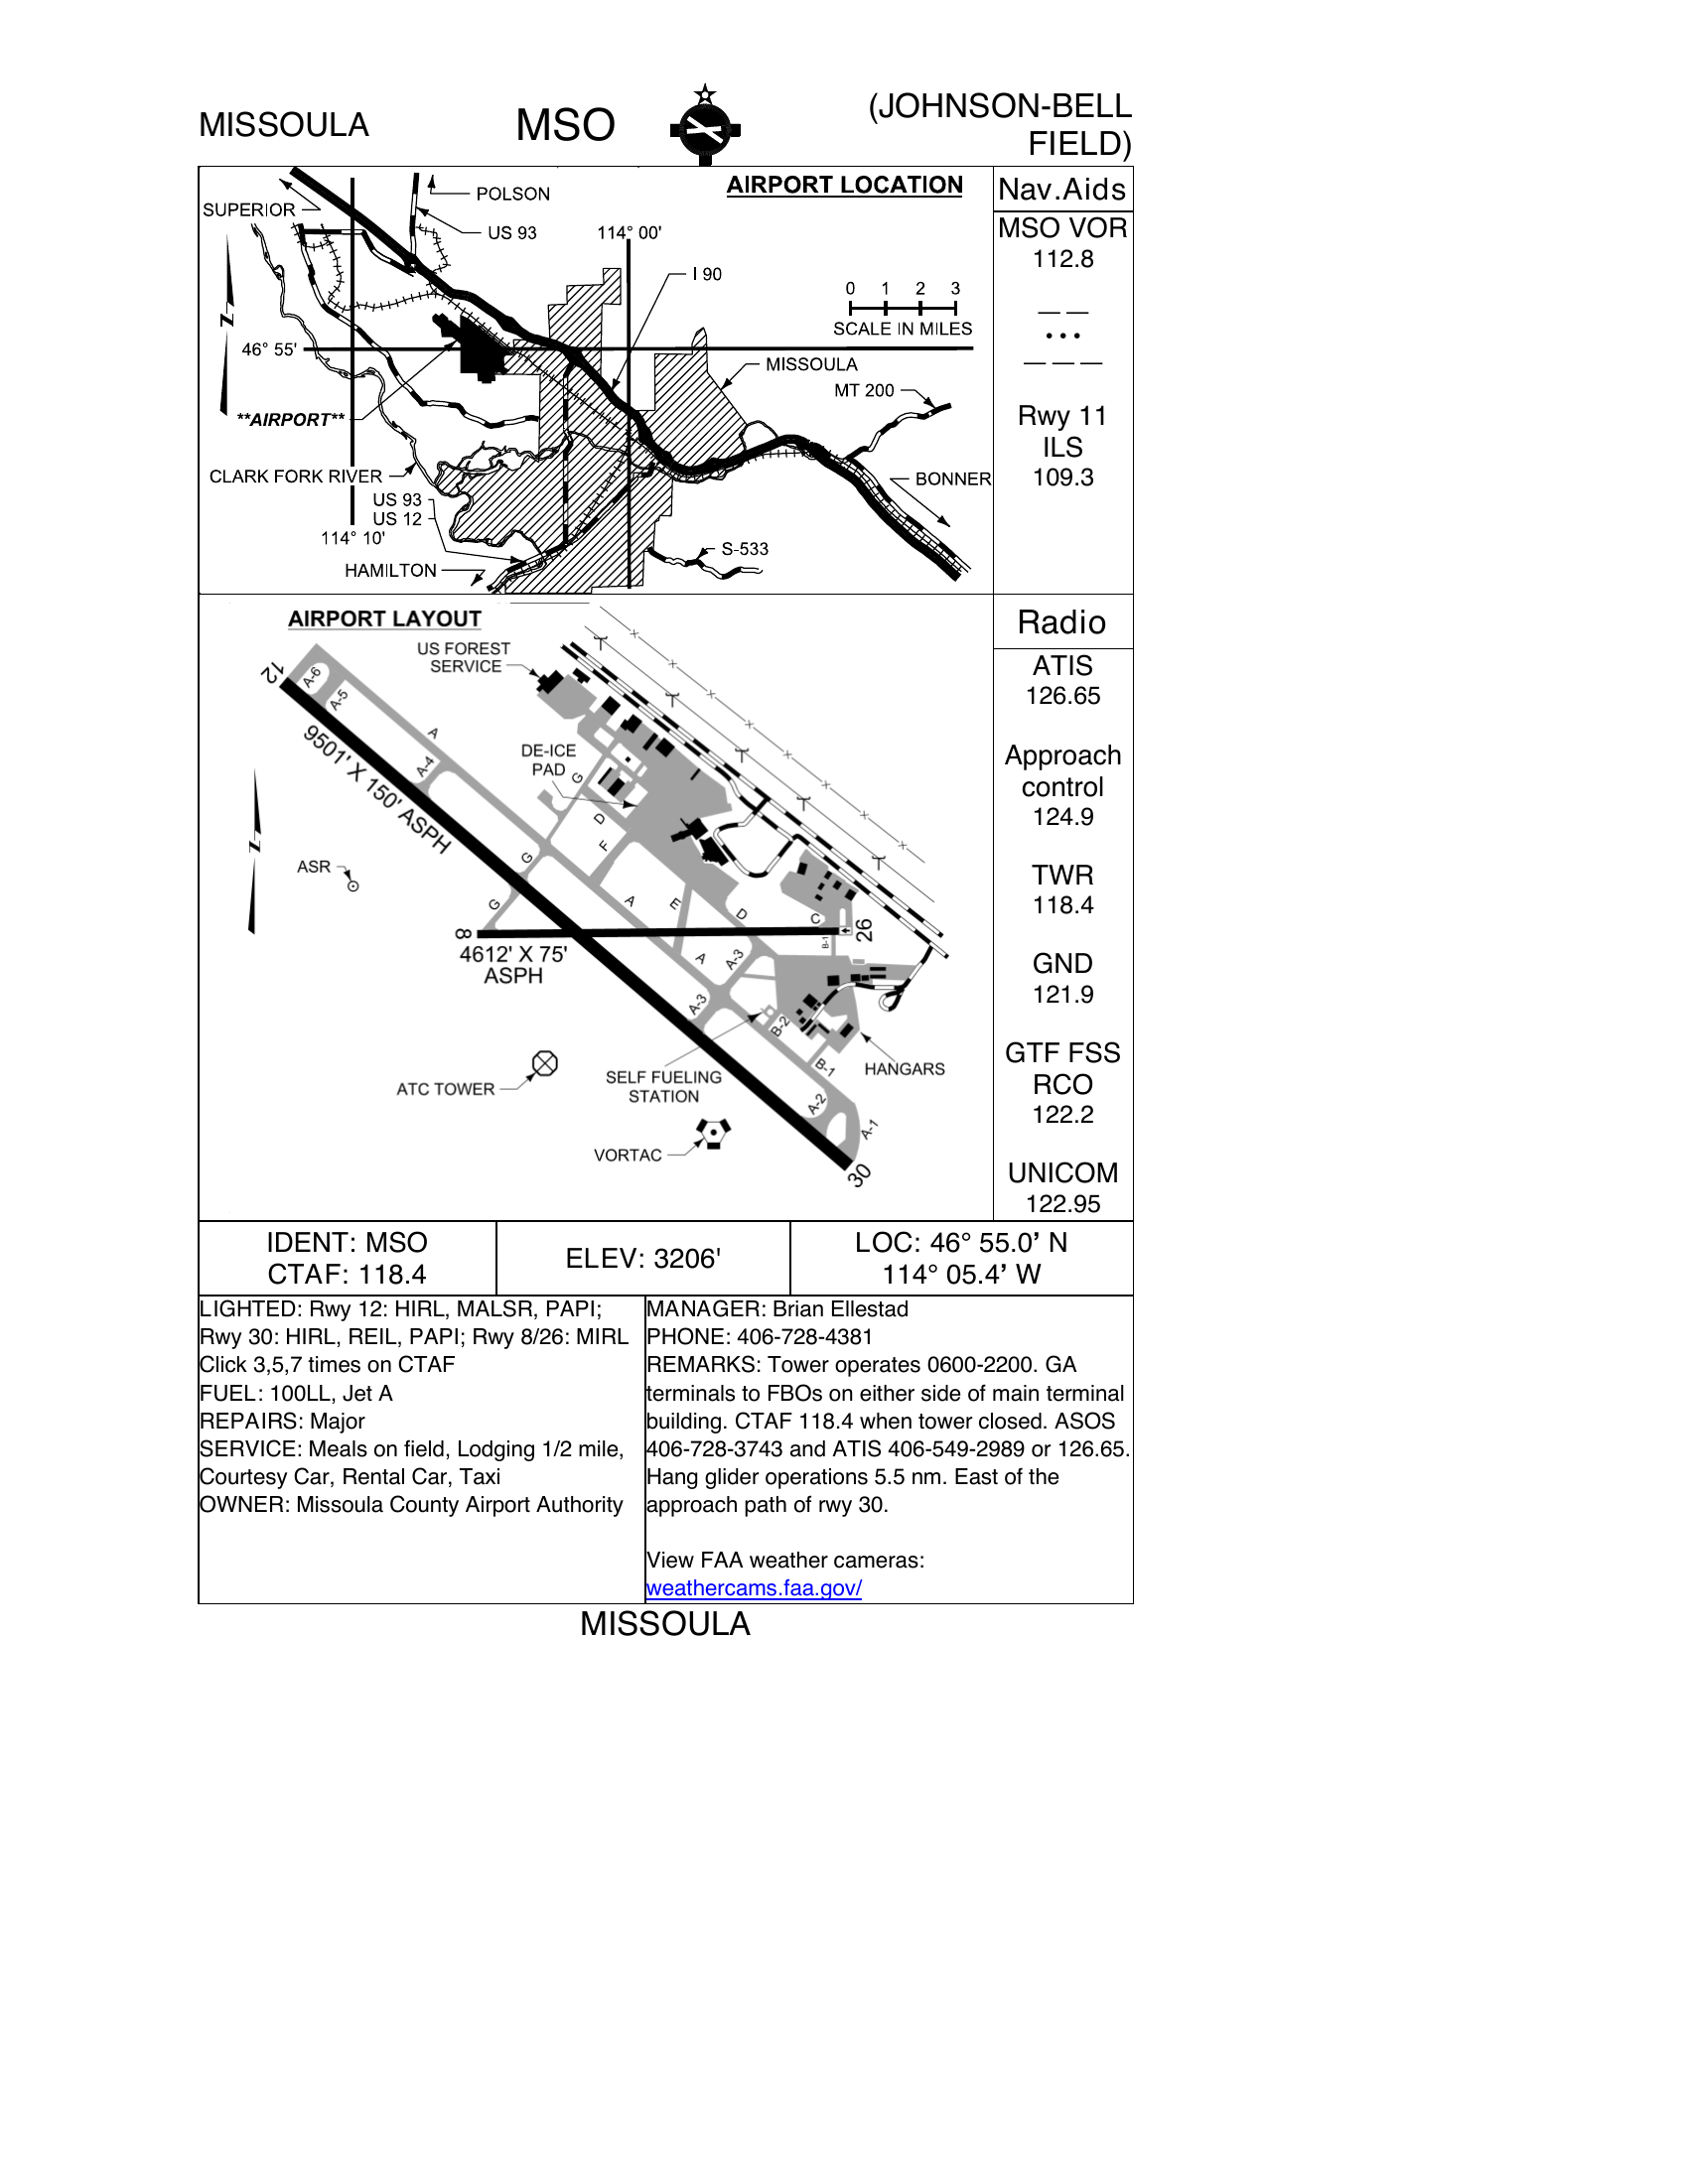 MISSOULA
MSO
(JOHNSON-BELL
FIELD)
AIRPORT LOCATION
SUPERIOR
POLSON
US 93
114° 00'
I 90
0 1 2 3
SCALE IN MILES
N
46° 55'
MISSOULA
MT 200
**AIRPORT**
CLARK FORK RIVER
BONNER
US 93
US 12
114° 10'
S-533
HAMILTON
Nav.Aids
MSO VOR
112.8
— —
• • •
— — —
Rwy 11
ILS
109.3
AIRPORT LAYOUT
US FOREST
SERVICE
12
A-6
A-5
A
9501' X 150' ASPH
A-4
DE-ICE
PAD
G
D
F
N
ASR
G
G
A
E
D
C
B-1
26
8
4612' X 75'
ASPH
A
A-3
A-3
B-2
HANGARS
ATC TOWER
SELF FUELING
STATION
B-1
A-2
A-1
VORTAC
30
Radio
ATIS
126.65
Approach
control
124.9
TWR
118.4
GND
121.9
GTF FSS
RCO
122.2
UNICOM
122.95
IDENT: MSO
CTAF: 118.4
ELEV: 3206'
LOC: 46° 55.0’ N
114° 05.4’ W
LIGHTED: Rwy 12: HIRL, MALSR, PAPI;
Rwy 30: HIRL, REIL, PAPI; Rwy 8/26: MIRL
Click 3,5,7 times on CTAF
FUEL: 100LL, Jet A
REPAIRS: Major
SERVICE: Meals on field, Lodging 1/2 mile,
Courtesy Car, Rental Car, Taxi
OWNER: Missoula County Airport Authority
MANAGER: Brian Ellestad
PHONE: 406-728-4381
REMARKS: Tower operates 0600-2200. GA
terminals to FBOs on either side of main terminal
building. CTAF 118.4 when tower closed. ASOS
406-728-3743 and ATIS 406-549-2989 or 126.65.
Hang glider operations 5.5 nm. East of the
approach path of rwy 30.
View FAA weather cameras:
weathercams.faa.gov/
MISSOULA